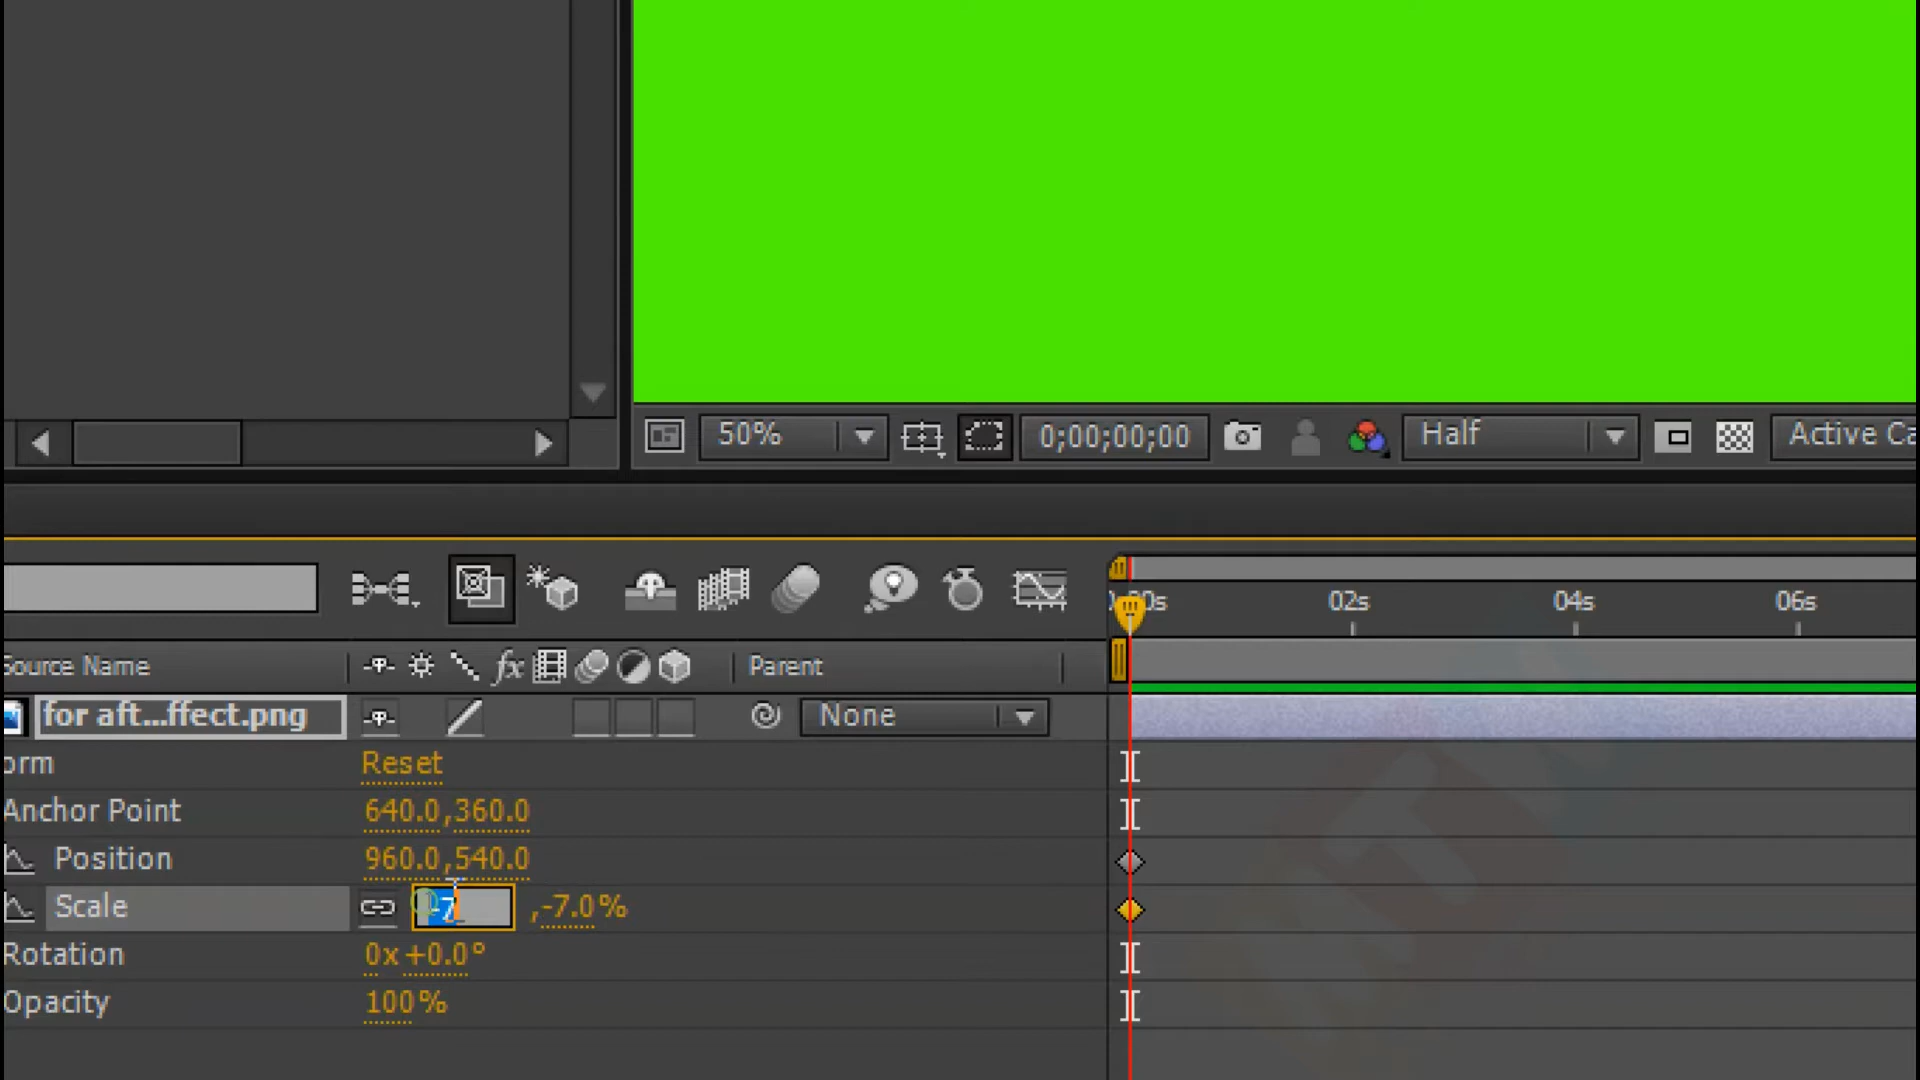 50%
0;00;00;00
Half
Active Ca
00s
02s
04s
06s
Source Name
fx
Parent
for aft...ffect.png
None
orm
Reset
Anchor Point
640.0,360.0
Position
960.0,540.0
Scale
-7
,-7.0%
Rotation
0x+0.0°
Opacity
100%